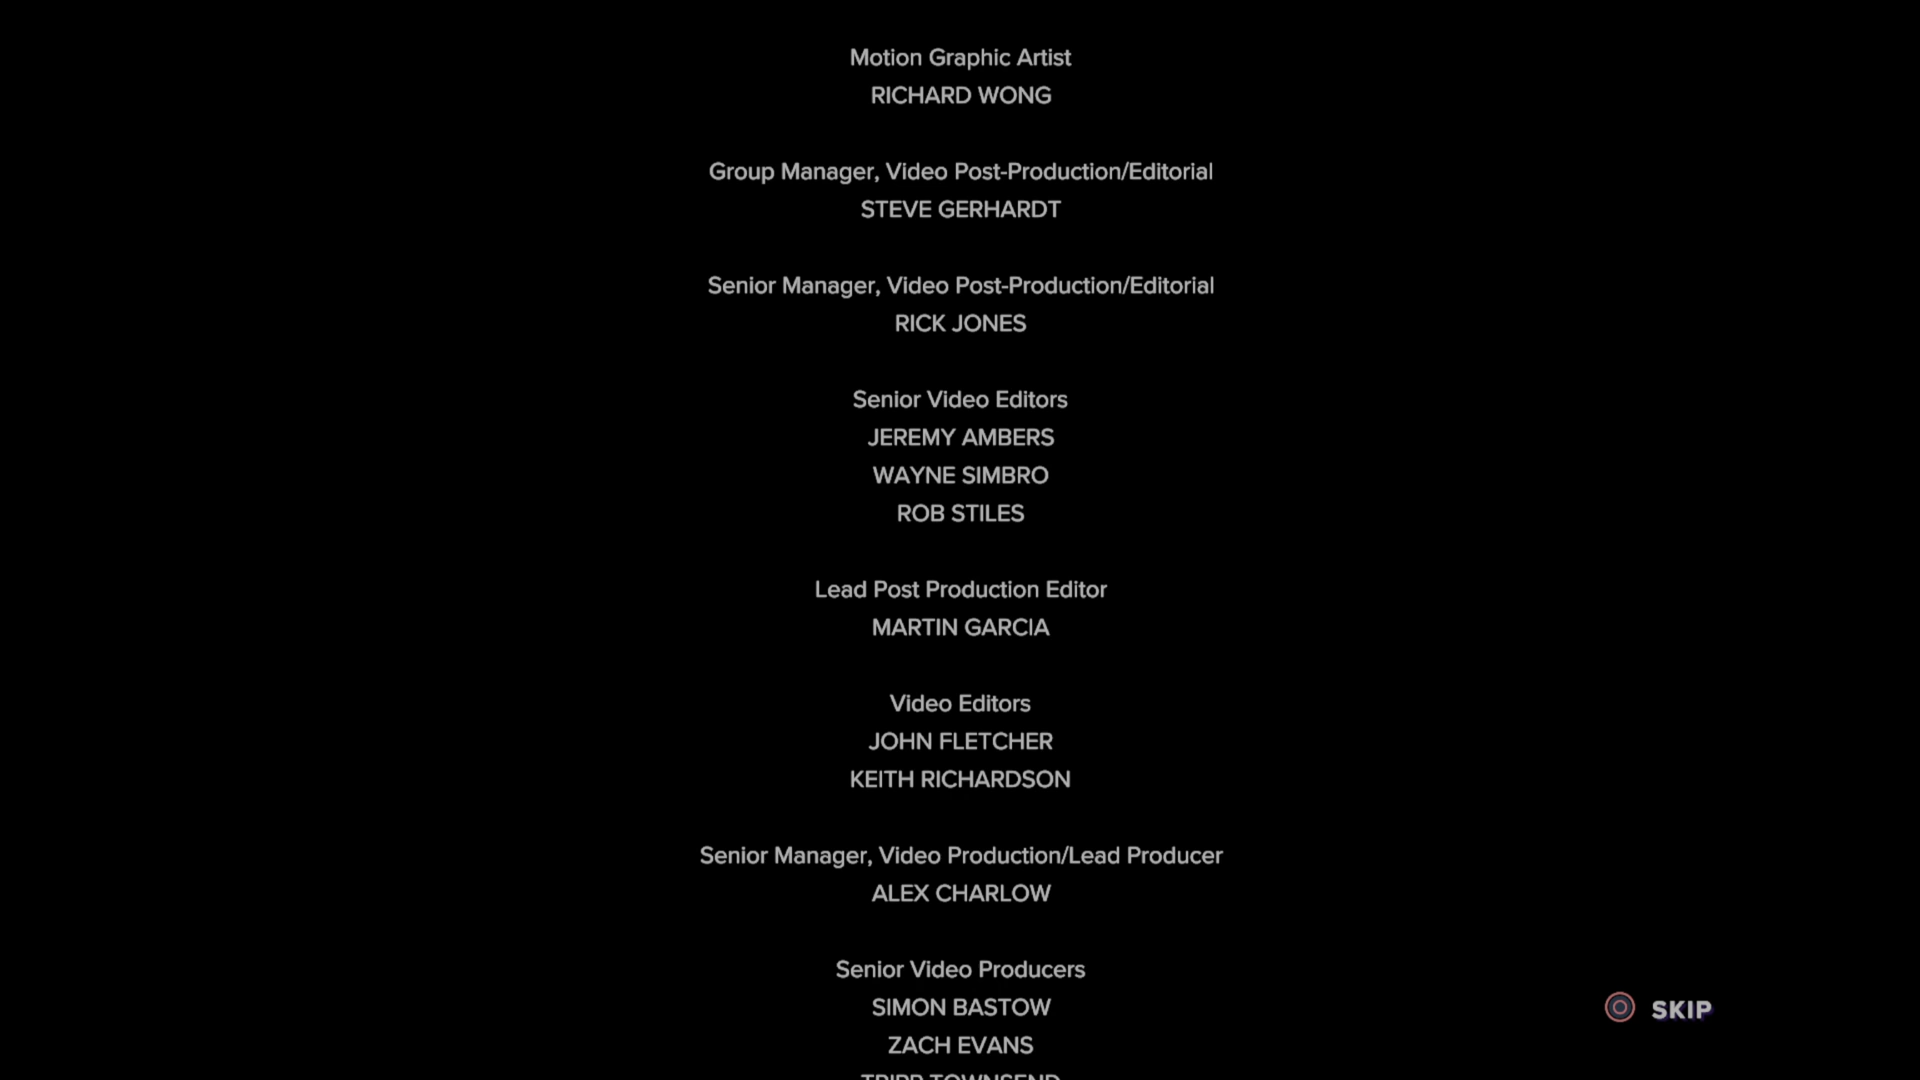 Motion Graphic Artist
RICHARD WONG
Group Manager, Video Post-Production/Editorial
STEVE GERHARDT
Senior Manager, Video Post-Production/Editorial
RICK JONES
Senior Video Editors
JEREMY AMBERS
WAYNE SIMBRO
ROB STILES
Lead Post Production Editor
MARTIN GARCIA
Video Editors
JOHN FLETCHER
KEITH RICHARDSON
Senior Manager, Video Production/Lead Producer
ALEX CHARLOW
Senior Video Producers
SIMON BASTOW
SKIP
ZACH EVANS
TRIPP TOWNSEND